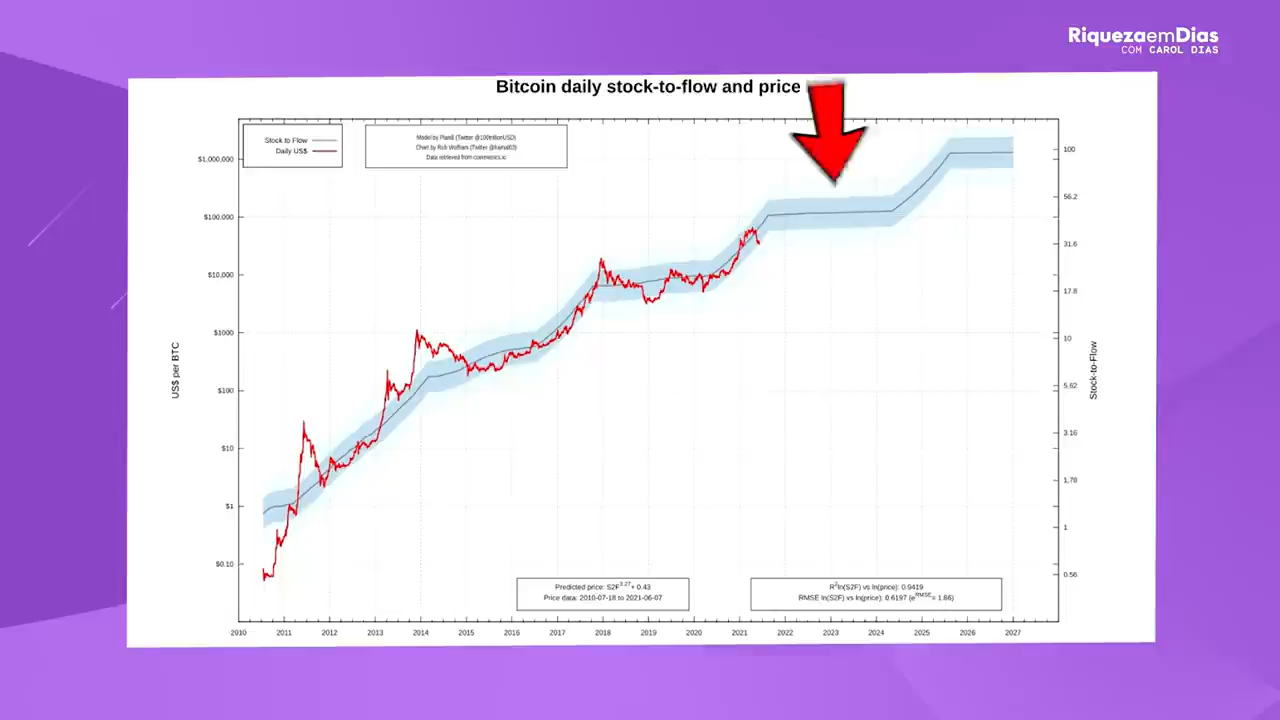 RiquezaemDias
COM CAROL DIAS
Bitcoin daily stock-to-flow and price
Stock to Flow
Daily US$
Model by PlanB (Twitter @100trillionUSD)
Chart by Rob Wolfram (Twitter @hamal03)
Data retrieved from coinmetrics.io
$1,000,000
$100,000
$10,000
$1000
$100
$10
$1
$0.10
US$ per BTC
100
56.2
31.6
17.8
10
5.62
3.16
1.78
1
0.56
Stock-to-Flow
Predicted price: S2F^3.27 * 0.43
Price data: 2010-07-18 to 2021-06-07
R^2 ln(S2F) vs ln(price): 0.9419
RMSE ln(S2F) vs ln(price): 0.6197 (e^RMSE = 1.86)
2010 2011 2012 2013 2014 2015 2016 2017 2018 2019 2020 2021 2022 2023 2024 2025 2026 2027